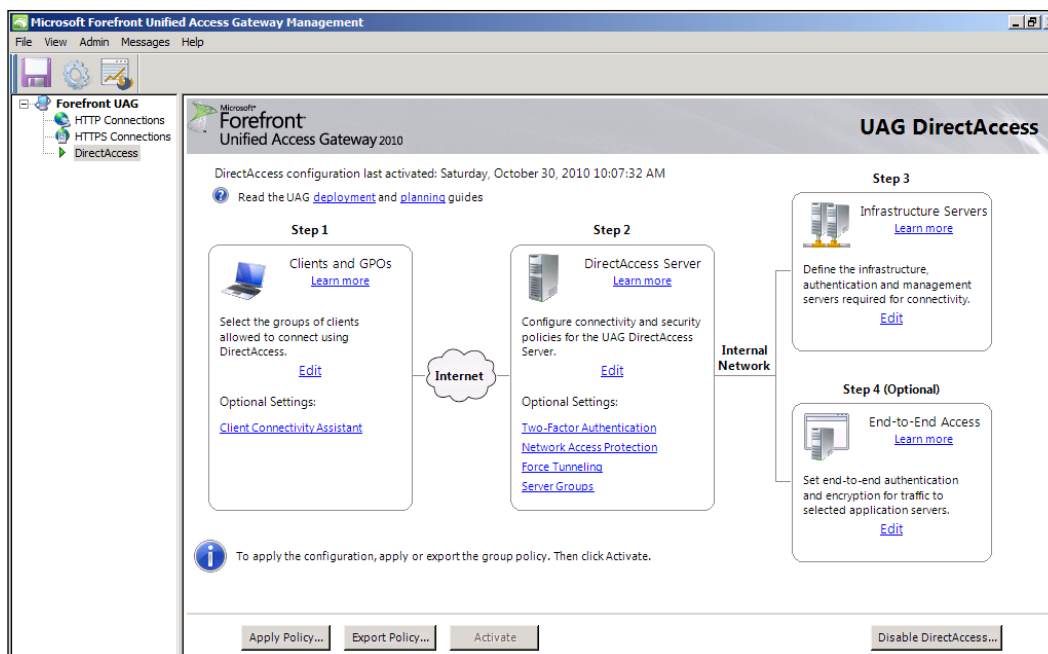 Microsoft Forefront Unified Access Gateway Management
File View Admin Messages Help
Forefront UAG
HTTP Connections
HTTPS Connections
DirectAccess
Microsoft
Forefront
Unified Access Gateway 2010
UAG DirectAccess
DirectAccess configuration last activated: Saturday, October 30, 2010 10:07:32 AM
Read the UAG deployment and planning guides
Step 1
Clients and GPOs
Learn more
Select the groups of clients
allowed to connect using
DirectAccess.
Edit
Optional Settings:
Client Connectivity Assistant
Internet
Step 2
DirectAccess Server
Learn more
Configure connectivity and security
policies for the UAG DirectAccess
Server.
Edit
Optional Settings:
Two-Factor Authentication
Network Access Protection
Force Tunneling
Server Groups
Internal
Network
Step 3
Infrastructure Servers
Learn more
Define the infrastructure,
authentication and management
servers required for connectivity.
Edit
Step 4 (Optional)
End-to-End Access
Learn more
Set end-to-end authentication
and encryption for traffic to
selected application servers.
Edit
To apply the configuration, apply or export the group policy. Then click Activate.
Apply Policy... Export Policy... Activate Disable DirectAccess...